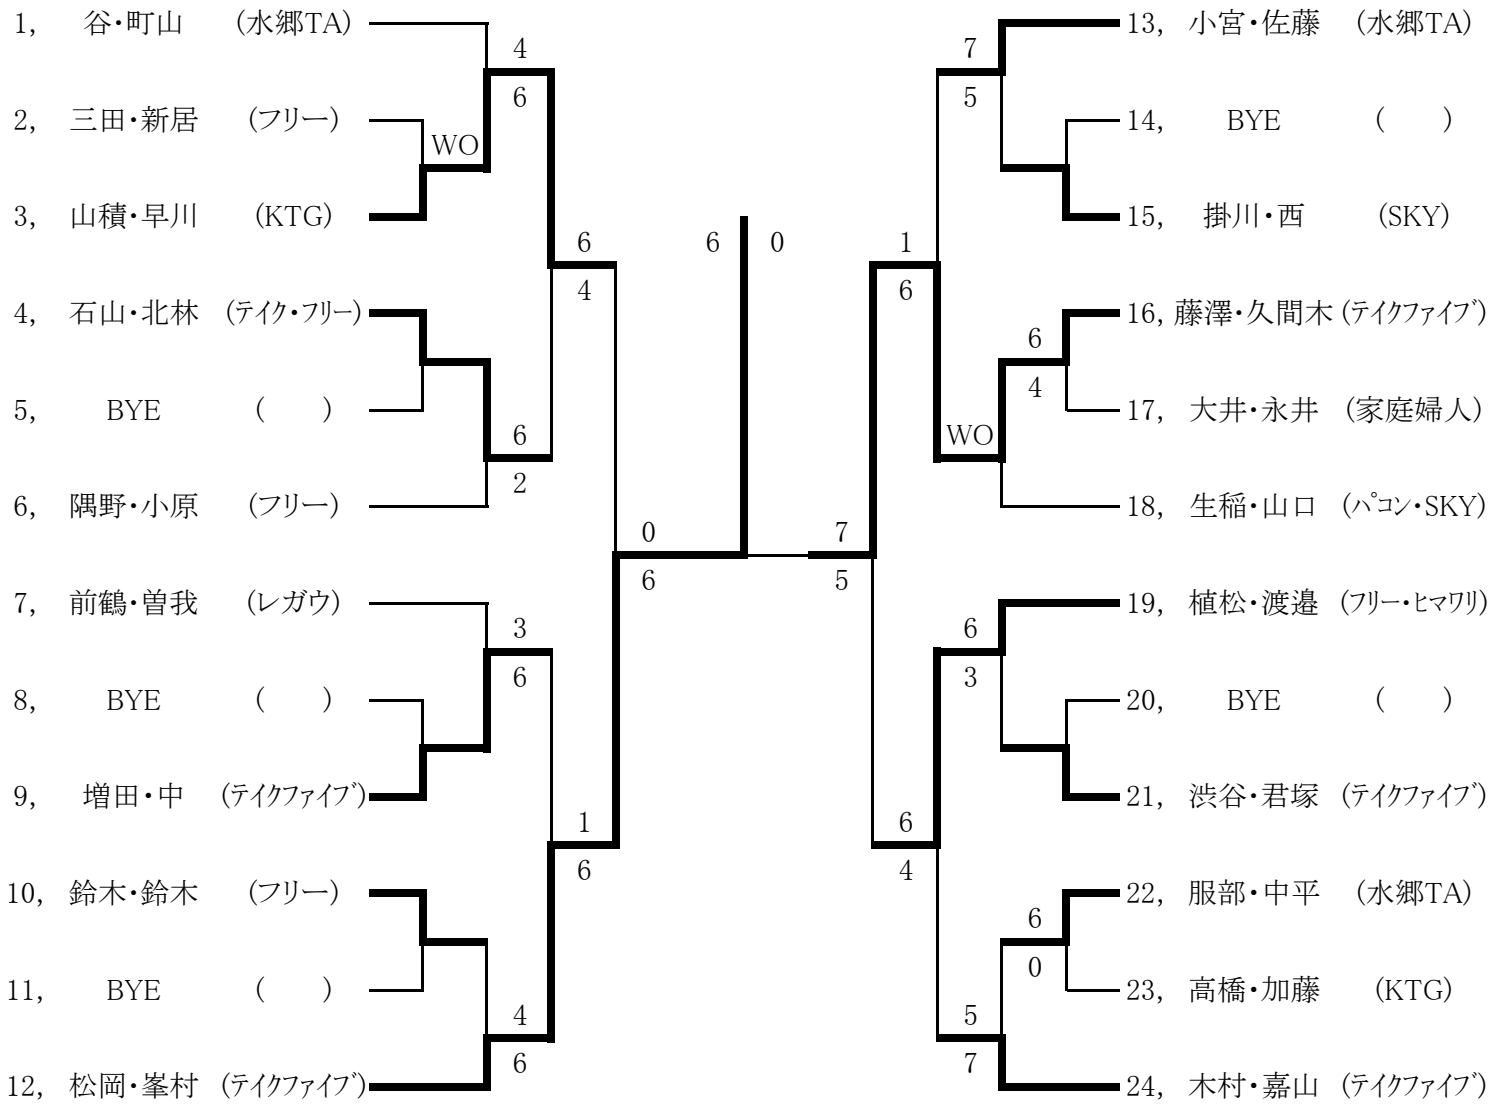 1, 谷・町山 (水郷TA)
4
6
2, 三田・新居 (フリー)
WO
3, 山積・早川 (KTG)
6
4
4, 石山・北林 (テイク・フリー)
5, BYE ( )
6
2
6, 隅野・小原 (フリー)
0
6
7, 前鶴・曽我 (レガウ)
3
6
8, BYE ( )
9, 増田・中 (テイクファイブ)
1
6
10, 鈴木・鈴木 (フリー)
11, BYE ( )
4
6
12, 松岡・峯村 (テイクファイブ)
6 0
13, 小宮・佐藤 (水郷TA)
7
5
14, BYE ( )
15, 掛川・西 (SKY)
1
6
16, 藤澤・久間木 (テイクファイブ)
6
4
17, 大井・永井 (家庭婦人)
WO
18, 生稲・山口 (パコン・SKY)
7
5
19, 植松・渡邉 (フリー・ヒマワリ)
6
3
20, BYE ( )
21, 渋谷・君塚 (テイクファイブ)
6
4
22, 服部・中平 (水郷TA)
6
0
23, 高橋・加藤 (KTG)
5
7
24, 木村・嘉山 (テイクファイブ)